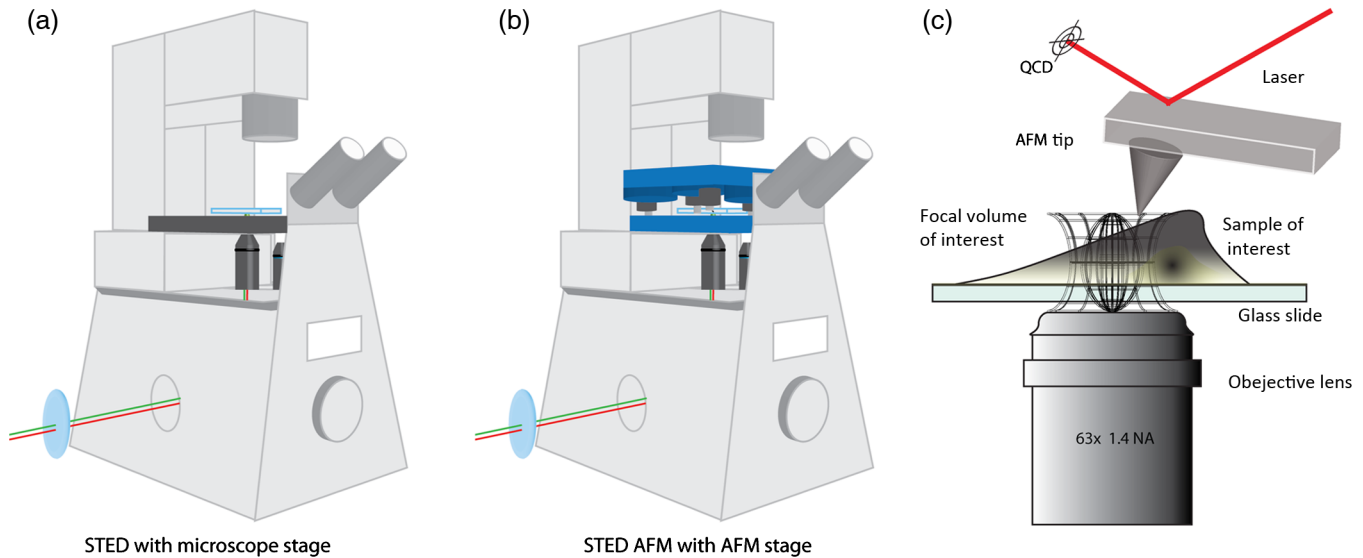 (a)
STED with microscope stage
(b)
STED AFM with AFM stage
(c)
QCD
Laser
AFM tip
Focal volume
of interest
Sample of
interest
Glass slide
Obejective lens
63x 1.4 NA